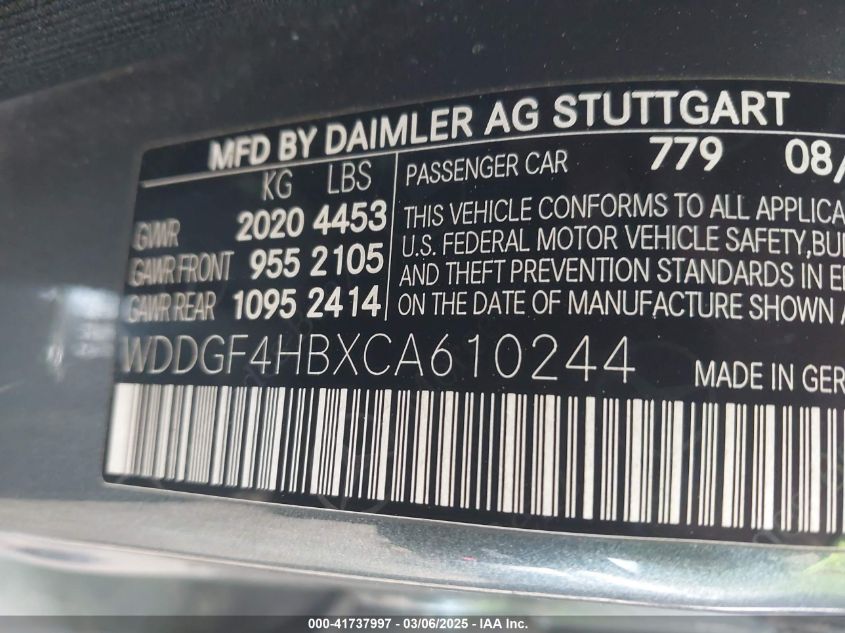 MFD BY DAIMLER AG STUTTGART
KG LBS
GVWR 2020 4453
GAWR FRONT 955 2105
GAWR REAR 1095 2414
PASSENGER CAR 779 08/
THIS VEHICLE CONFORMS TO ALL APPLICA
U.S. FEDERAL MOTOR VEHICLE SAFETY, BU
AND THEFT PREVENTION STANDARDS IN E
ON THE DATE OF MANUFACTURE SHOWN A
WDDGF4HBXCA610244
MADE IN GER
000-41737997 - 03/06/2025 - IAA Inc.